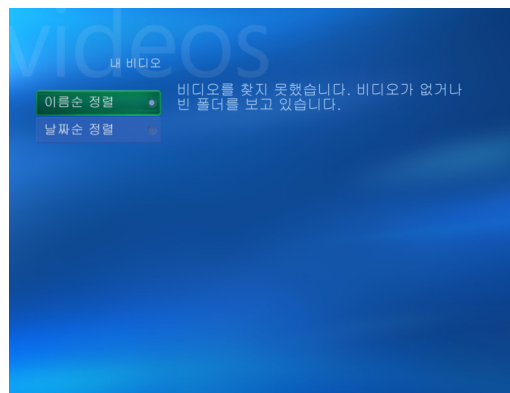 videos
내 비디오
이름순 정렬
날짜순 정렬
비디오를 찾지 못했습니다. 비디오가 없거나
빈 폴더를 보고 있습니다.